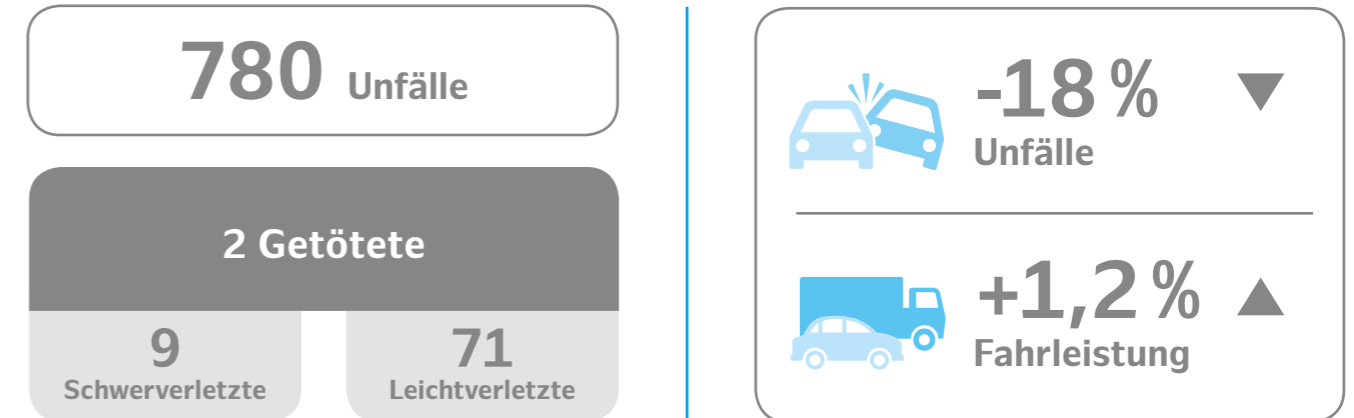 780 Unfälle
2 Getötete
9
Schwerverletzte
71
Leichtverletzte
-18 %
Unfälle
+1,2 %
Fahrleistung